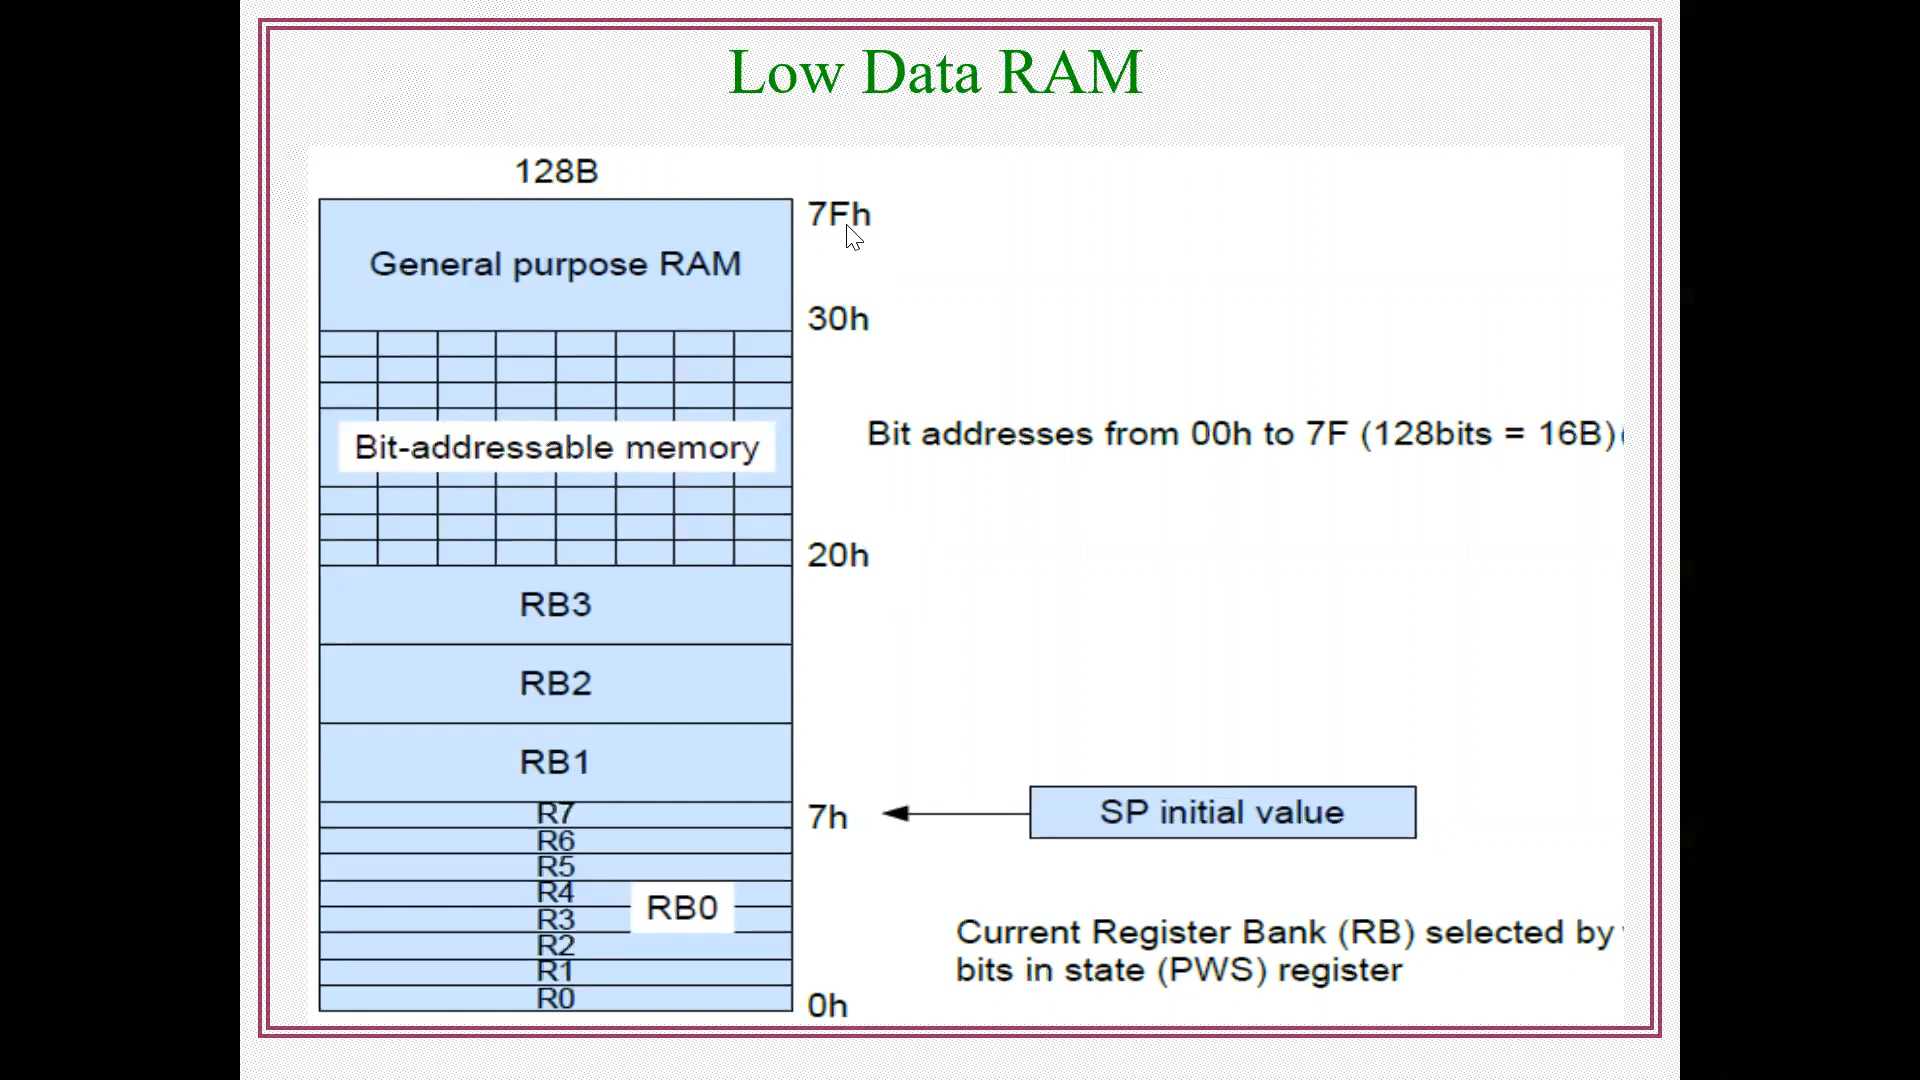 Low Data RAM
128B
7Fh
General purpose RAM
30h
Bit-addressable memory
Bit addresses from 00h to 7F (128bits = 16B)
20h
RB3
RB2
RB1
R7
7h
SP initial value
R6
R5
R4
RB0
R3
R2
R1
R0
Current Register Bank (RB) selected by
bits in state (PWS) register
0h